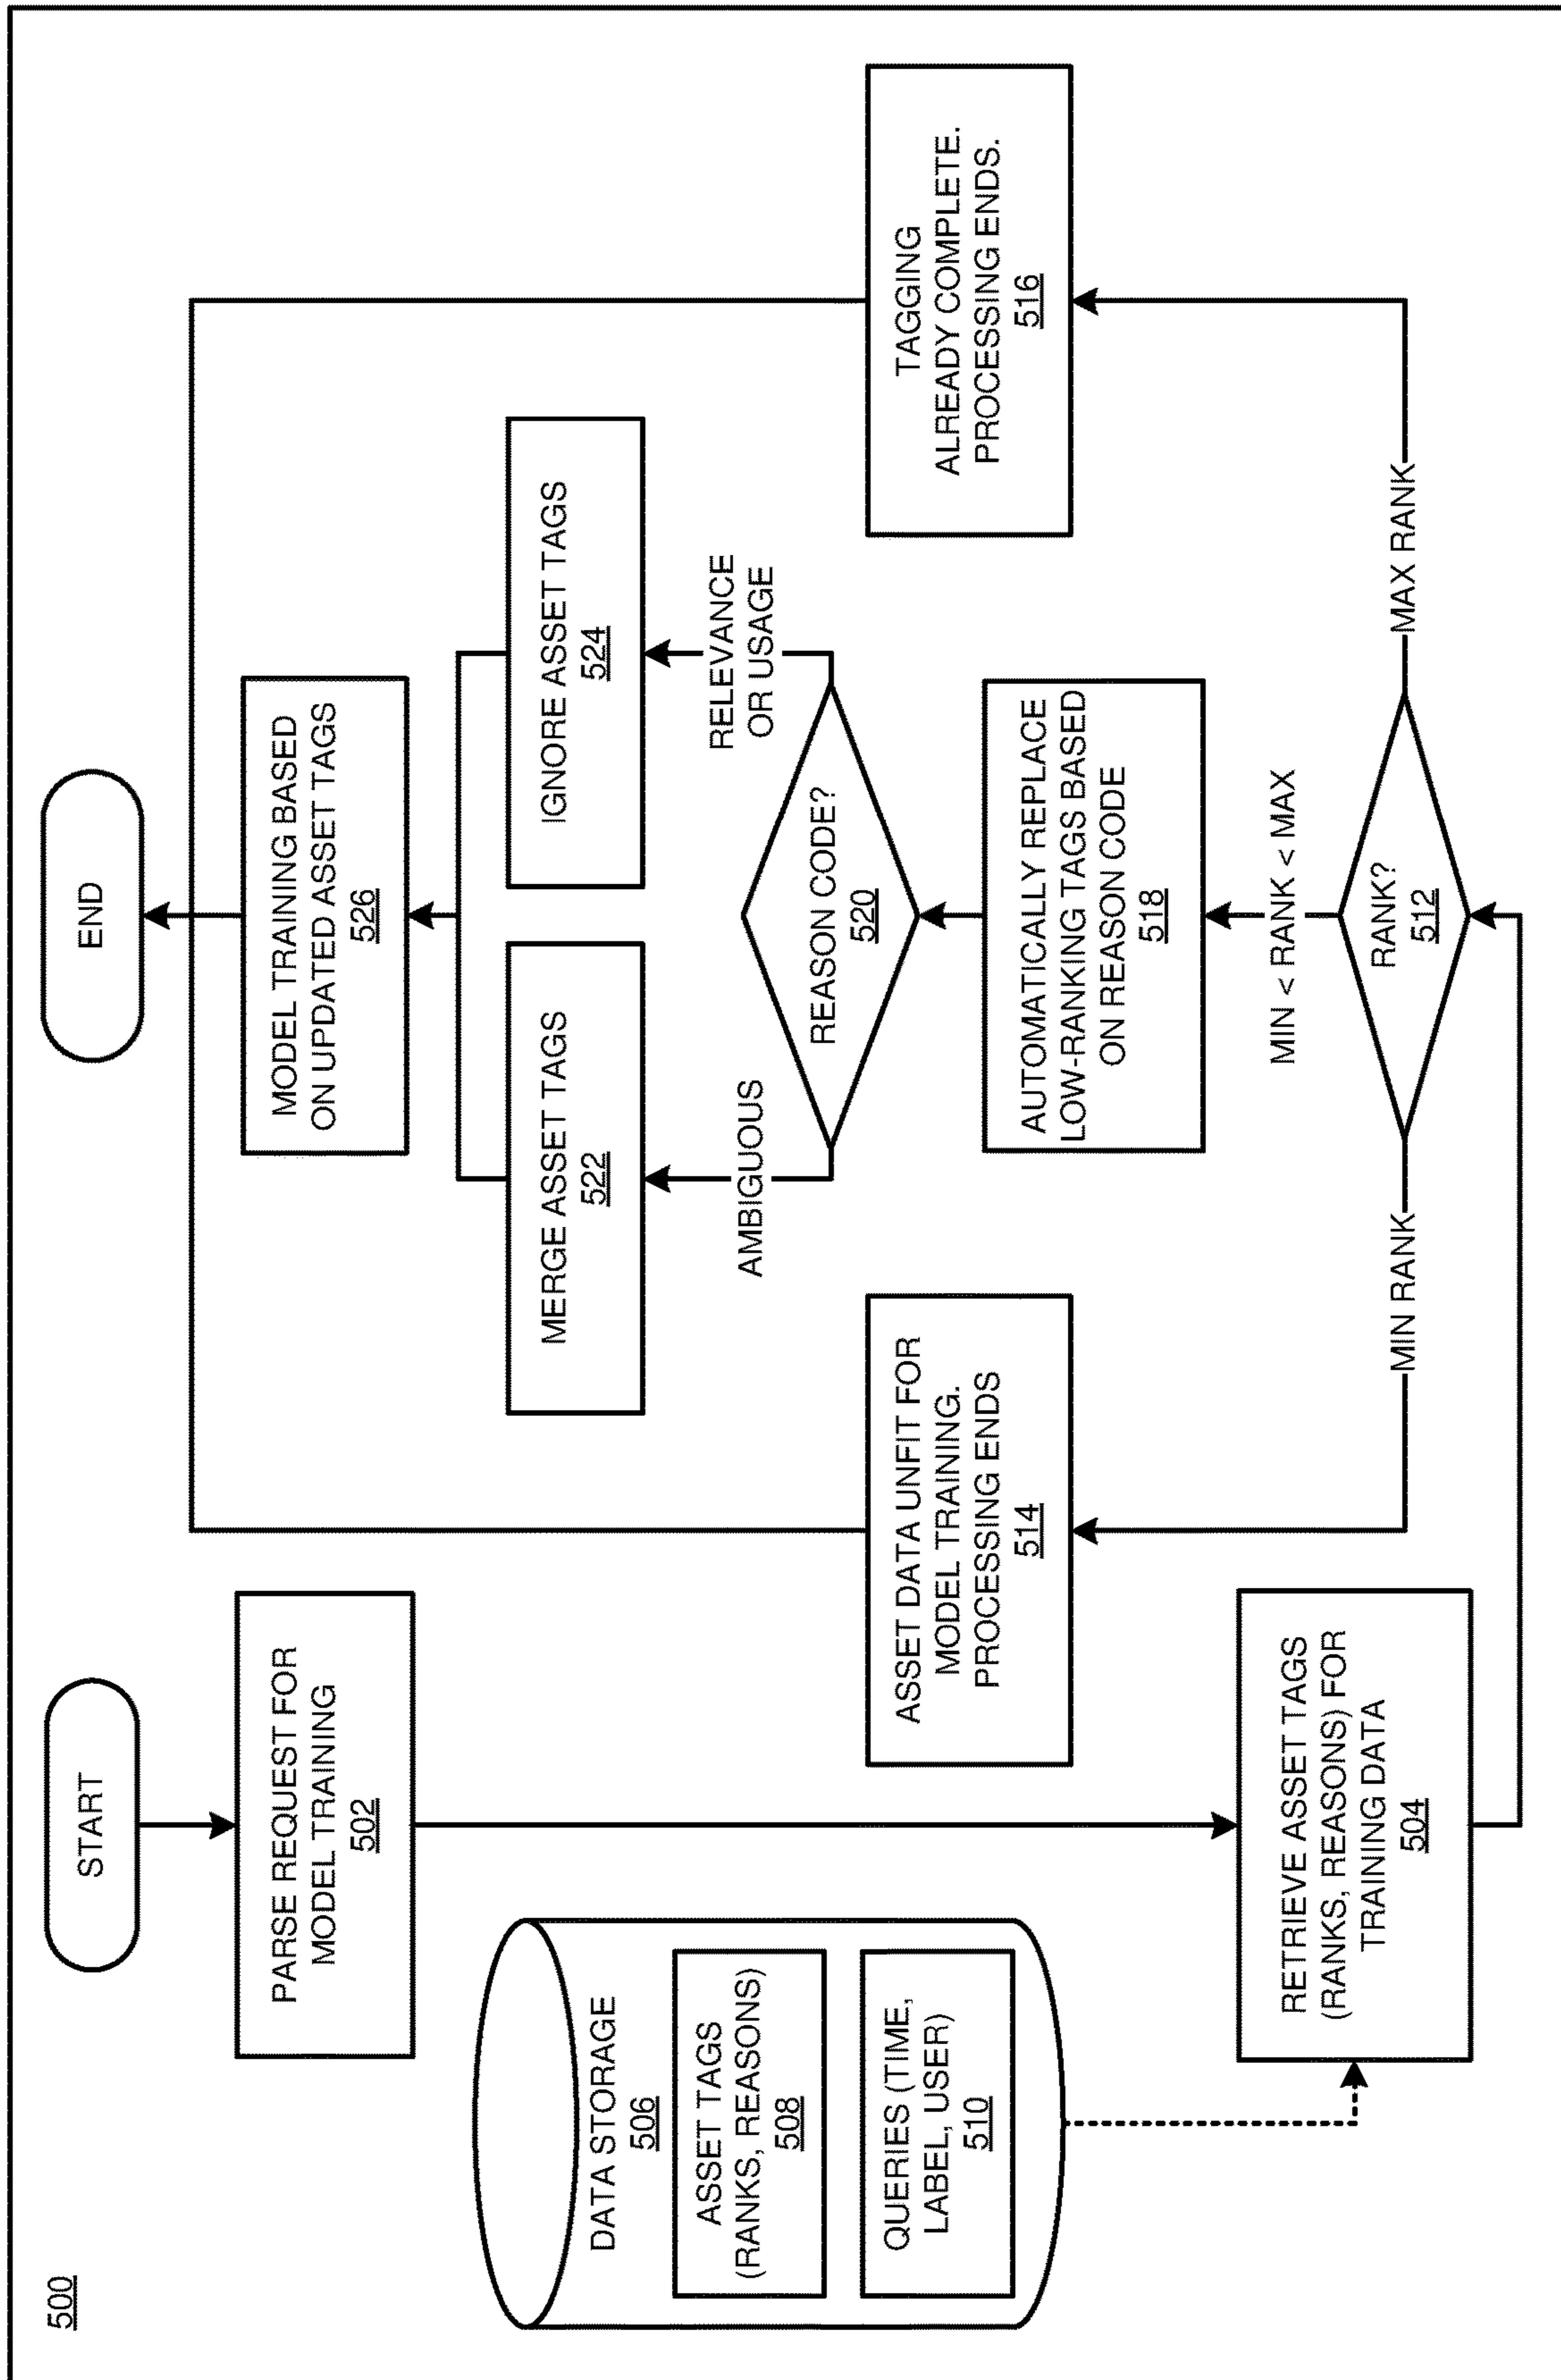 500
START
PARSE REQUEST FOR
MODEL TRAINING
502
DATA STORAGE
506
ASSET TAGS
(RANKS, REASONS)
508
QUERIES (TIME,
LABEL, USER)
510
RETRIEVE ASSET TAGS
(RANKS, REASONS) FOR
TRAINING DATA
504
RANK?
512
MIN RANK
MIN < RANK < MAX
MAX RANK
ASSET DATA UNFIT FOR
MODEL TRAINING.
PROCESSING ENDS
514
TAGGING
ALREADY COMPLETE.
PROCESSING ENDS.
516
AUTOMATICALLY REPLACE
LOW-RANKING TAGS BASED
ON REASON CODE
518
REASON CODE?
520
AMBIGUOUS
RELEVANCE
OR USAGE
MERGE ASSET TAGS
522
IGNORE ASSET TAGS
524
MODEL TRAINING BASED
ON UPDATED ASSET TAGS
526
END